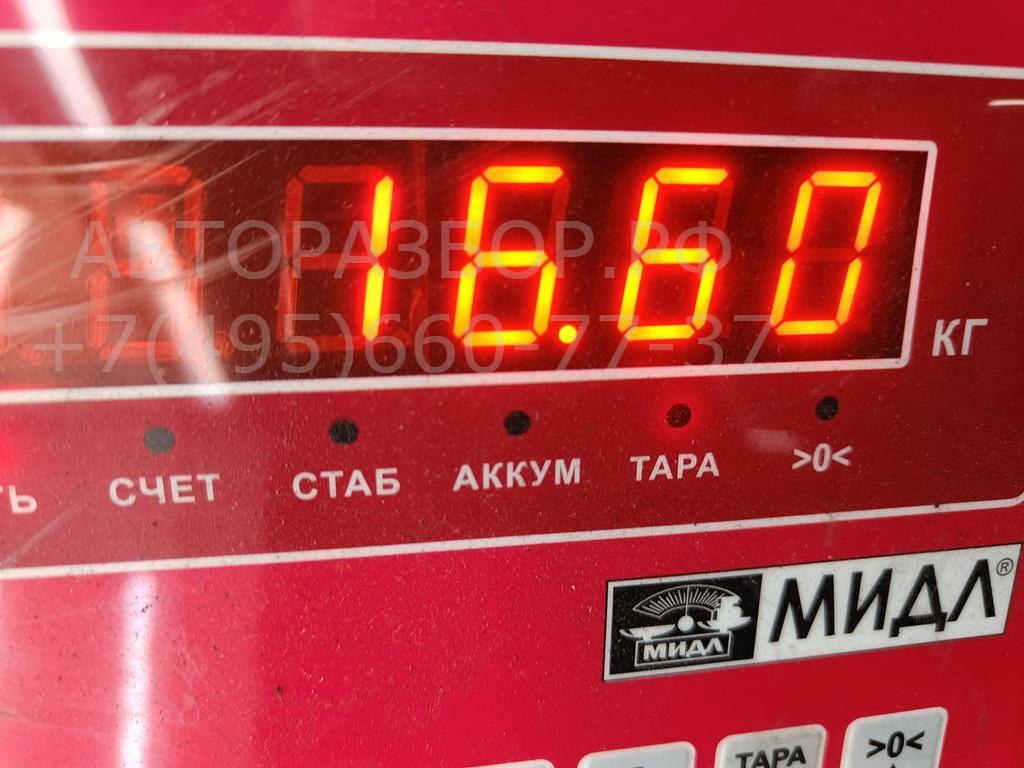 16.60
АВТОРАЗБОР.РФ
+7(495)660-77-37
КГ
СЧЕТ СТАБ АККУМ ТАРА >0<
МИДЛ МИДЛ®
ТАРА >0<